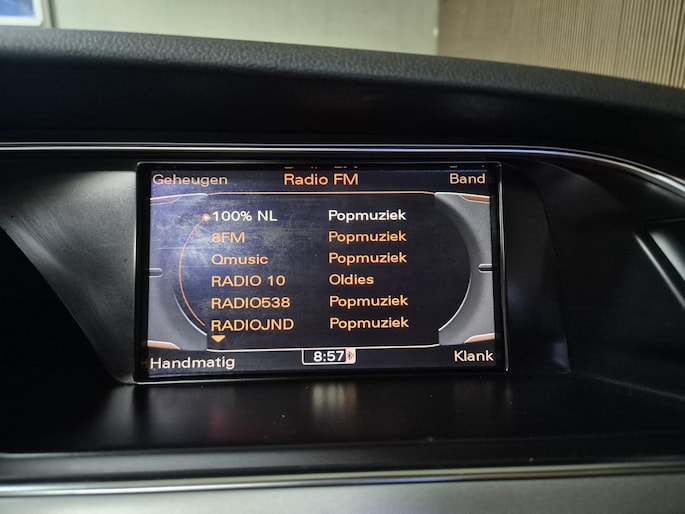 Geheugen Radio FM Band
100% NL Popmuziek
8FM Popmuziek
Qmusic Popmuziek
RADIO 10 Oldies
RADIO538 Popmuziek
RADIOJND Popmuziek
Handmatig 8:57 Klank